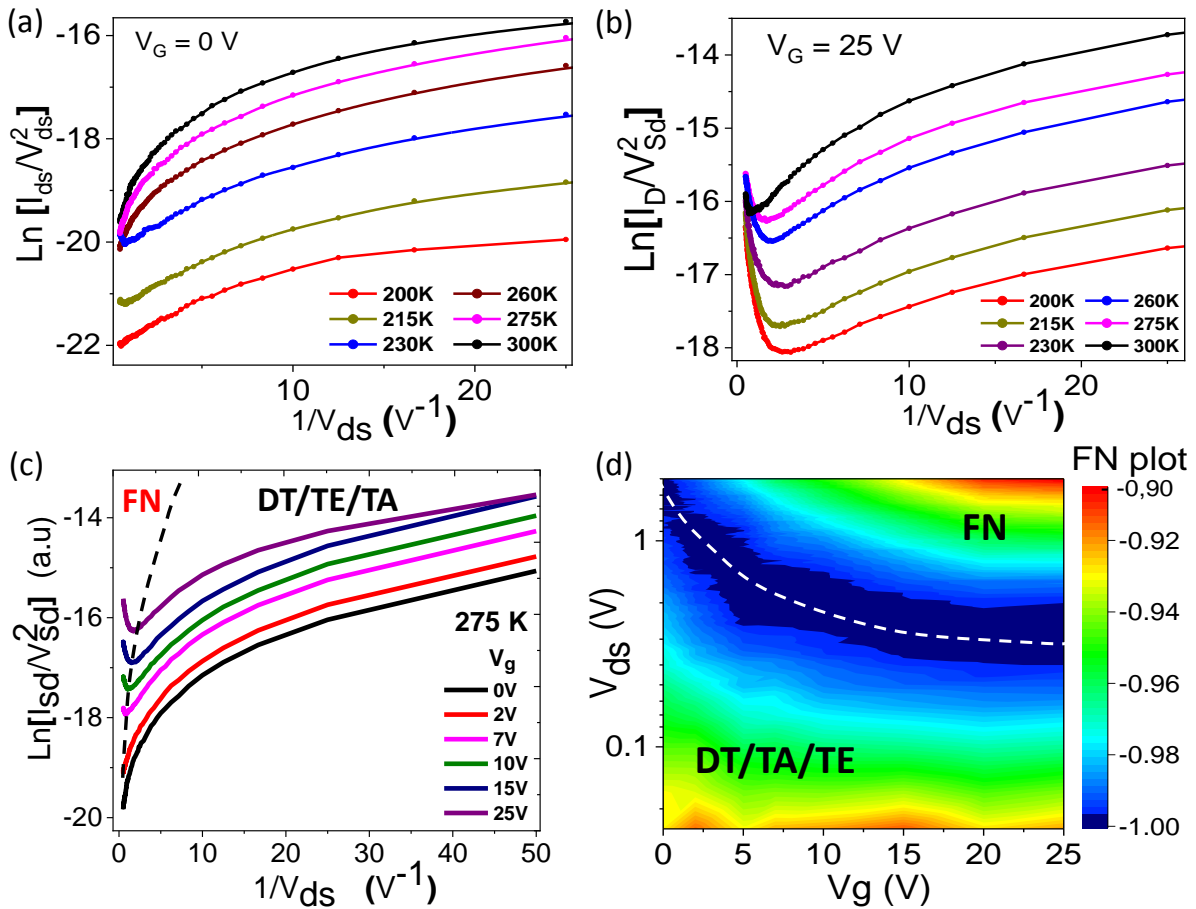 (a)
V_G = 0 V
Ln [I_ds/V²_ds]
-16
-18
-20
-22
200K
215K
230K
260K
275K
300K
10
20
1/V_ds (V⁻¹)
(b)
V_G = 25 V
Ln[I_D/V²_Sd]
-14
-15
-16
-17
-18
200K
215K
230K
260K
275K
300K
0
10
20
1/V_ds (V⁻¹)
(c)
FN
DT/TE/TA
Ln[I_sd/V²_sd] (a.u)
-14
-16
-18
-20
275 K
V_g
0V
2V
7V
10V
15V
25V
0
10
20
30
40
50
1/V_ds (V⁻¹)
(d)
FN plot
FN
DT/TA/TE
V_ds (V)
1
0.1
0
5
10
15
20
25
Vg (V)
-0,90
-0.92
-0.94
-0.96
-0.98
-1.00